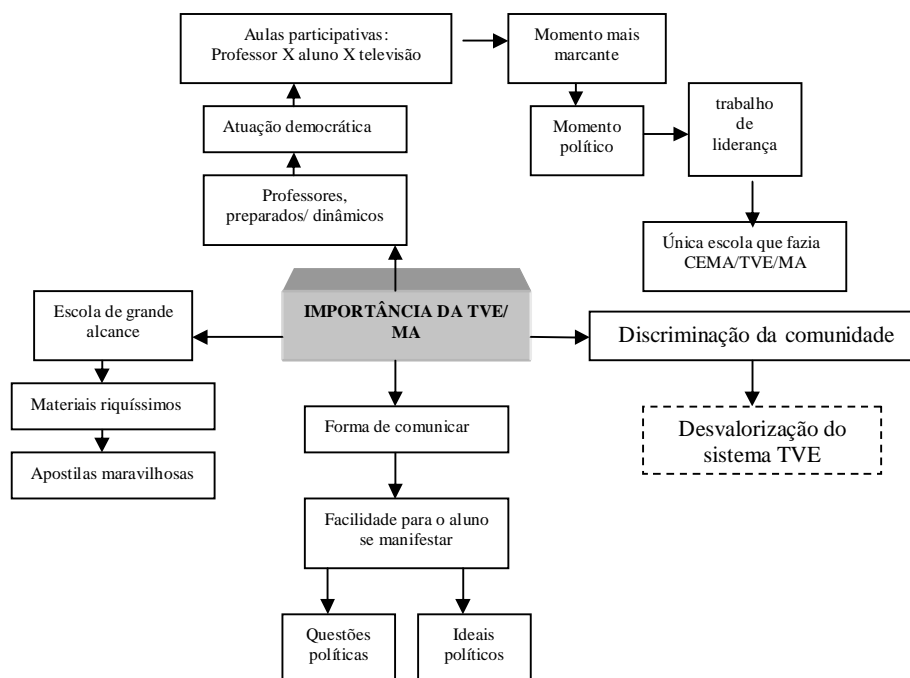 Aulas participativas:
Professor X aluno X televisão
Momento mais
marcante
Atuação democrática
Momento
político
trabalho
de
liderança
Professores,
preparados/ dinâmicos
Única escola que fazia
CEMA/TVE/MA
Escola de grande
alcance
IMPORTÂNCIA DA TVE/
MA
Discriminação da comunidade
Materiais riquíssimos
Forma de comunicar
Desvalorização do
sistema TVE
Apostilas maravilhosas
Facilidade para o aluno
se manifestar
Questões
políticas
Ideais
políticos